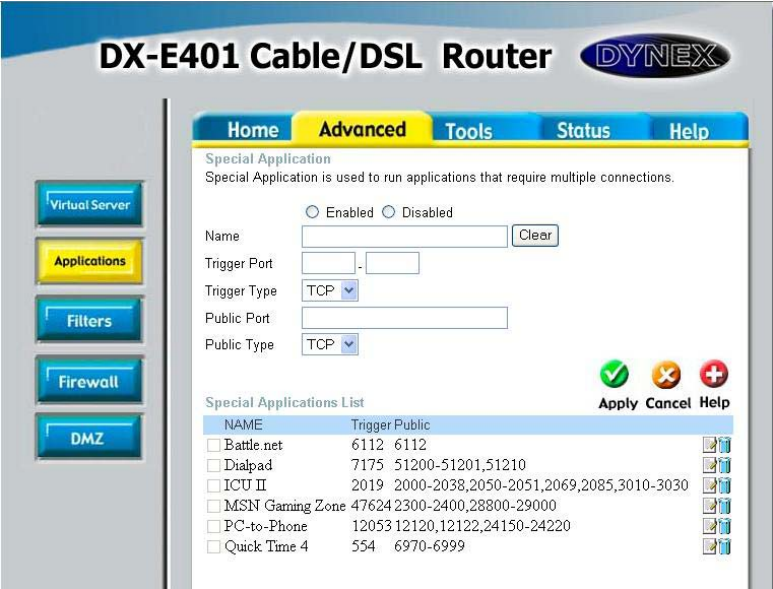 DX-E401 Cable/DSL Router DYNEX
Home Advanced Tools Status Help
Virtual Server
Applications
Filters
Firewall
DMZ
Special Application
Special Application is used to run applications that require multiple connections.
Enabled Disabled
Name Clear
Trigger Port -
Trigger Type TCP
Public Port
Public Type TCP
Apply Cancel Help
Special Applications List
NAME Trigger Public
Battle.net 6112 6112
Dialpad 7175 51200-51201,51210
ICU II 2019 2000-2038,2050-2051,2069,2085,3010-3030
MSN Gaming Zone 47624 2300-2400,28800-29000
PC-to-Phone 12053 12120,12122,24150-24220
Quick Time 4 554 6970-6999